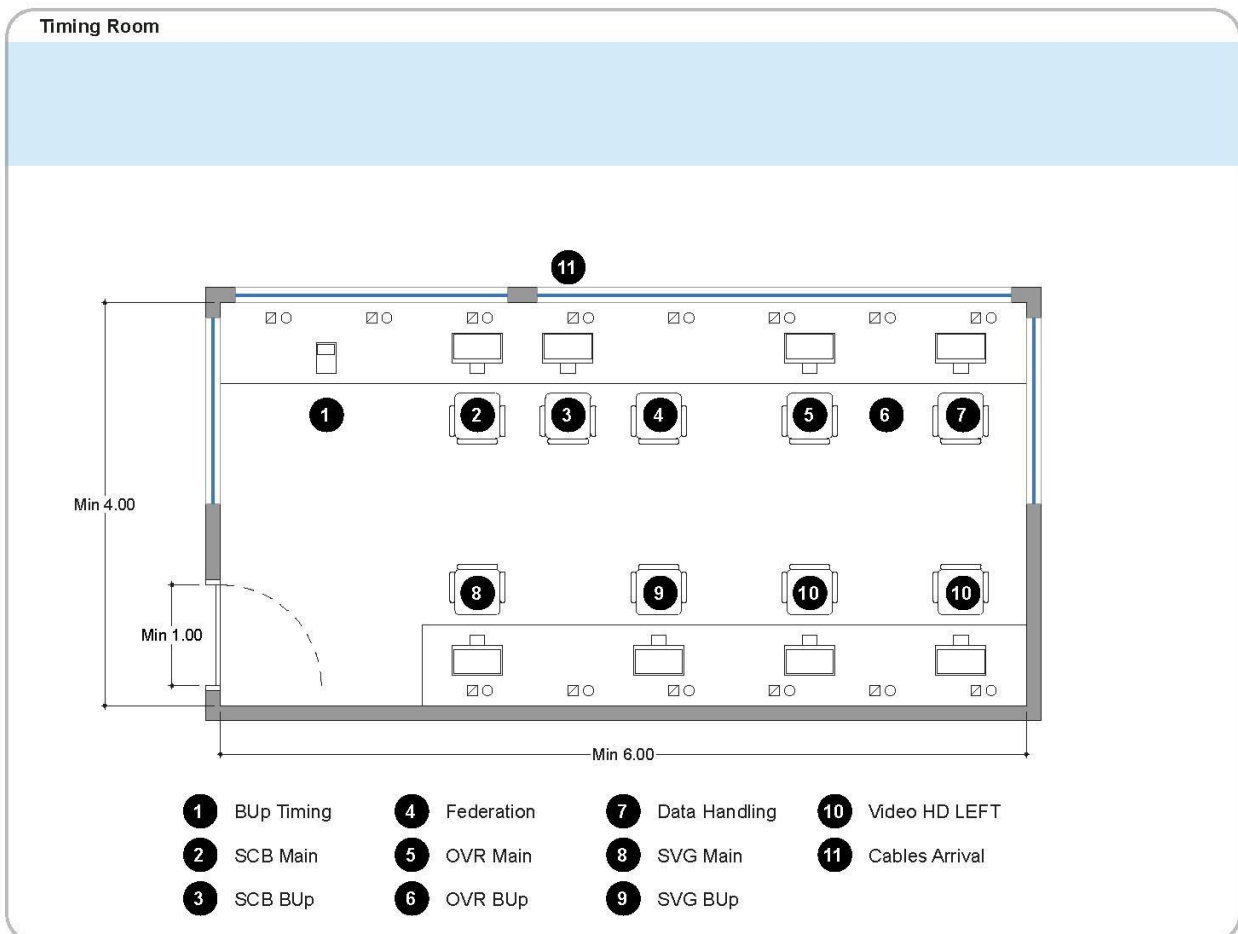 Timing Room
11
1 2 3 4 5 6 7
Min 4.00
8 9 10 10
Min 1.00
Min 6.00
1 BUp Timing 4 Federation 7 Data Handling 10 Video HD LEFT
2 SCB Main 5 OVR Main 8 SVG Main 11 Cables Arrival
3 SCB BUp 6 OVR BUp 9 SVG BUp